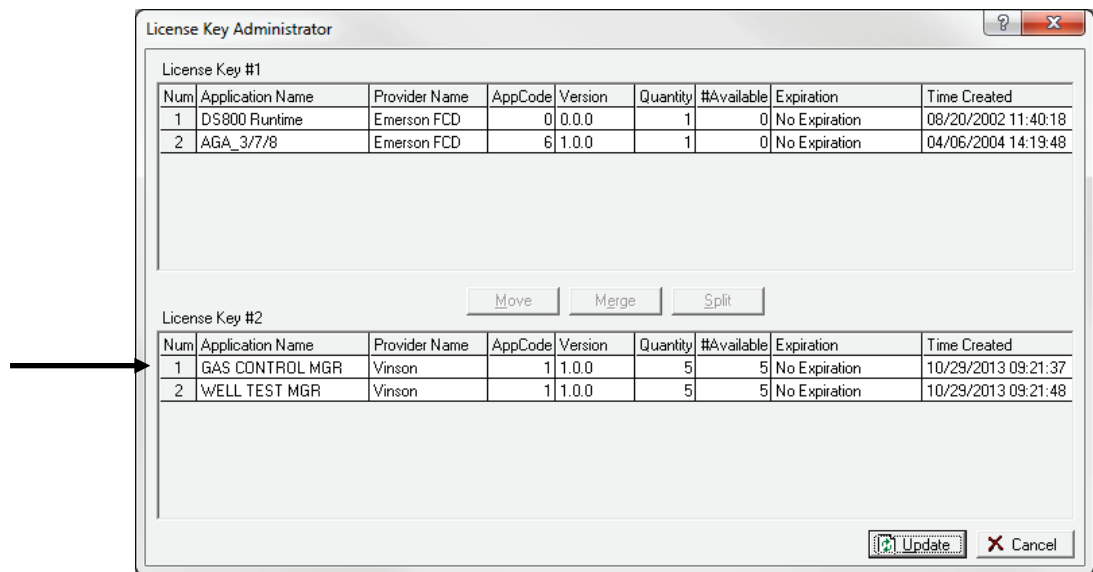 License Key Administrator
License Key #1
Num Application Name Provider Name AppCode Version Quantity #Available Expiration Time Created
1 DS800 Runtime Emerson FCD 0 0.0.0 1 0 No Expiration 08/20/2002 11:40:18
2 AGA_3/7/8 Emerson FCD 6 1.0.0 1 0 No Expiration 04/06/2004 14:19:48
Move Merge Split
License Key #2
Num Application Name Provider Name AppCode Version Quantity #Available Expiration Time Created
1 GAS CONTROL MGR Vinson 1 1.0.0 5 5 No Expiration 10/29/2013 09:21:37
2 WELL TEST MGR Vinson 1 1.0.0 5 5 No Expiration 10/29/2013 09:21:48
Update Cancel